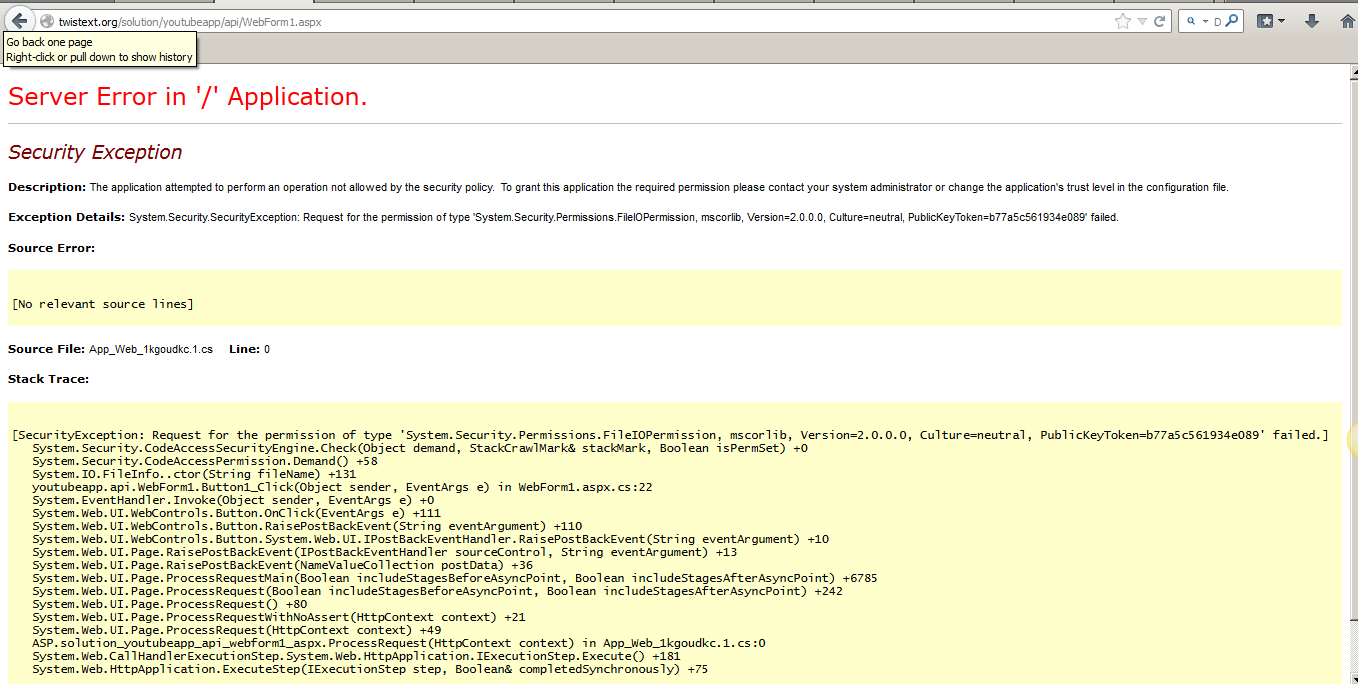 twistext.org/solution/youtubeapp/api/WebForm1.aspx
D
Go back one page
Right-click or pull down to show history
Server Error in '/' Application.
Security Exception
Description: The application attempted to perform an operation not allowed by the security policy.  To grant this application the required permission please contact your system administrator or change the application's trust level in the configuration file.
Exception Details: System.Security.SecurityException: Request for the permission of type 'System.Security.Permissions.FileIOPermission, mscorlib, Version=2.0.0.0, Culture=neutral, PublicKeyToken=b77a5c561934e089' failed.
Source Error:
[No relevant source lines]
Source File: App_Web_1kgoudkc.1.cs    Line: 0
Stack Trace:
[SecurityException: Request for the permission of type 'System.Security.Permissions.FileIOPermission, mscorlib, Version=2.0.0.0, Culture=neutral, PublicKeyToken=b77a5c561934e089' failed.]
System.Security.CodeAccessSecurityEngine.Check(Object demand, StackCrawlMark& stackMark, Boolean isPermSet) +0
System.Security.CodeAccessPermission.Demand() +58
System.IO.FileInfo..ctor(String fileName) +131
youtubeapp.api.WebForm1.Button1_Click(Object sender, EventArgs e) in WebForm1.aspx.cs:22
System.EventHandler.Invoke(Object sender, EventArgs e) +0
System.Web.UI.WebControls.Button.OnClick(EventArgs e) +111
System.Web.UI.WebControls.Button.RaisePostBackEvent(String eventArgument) +110
System.Web.UI.WebControls.Button.System.Web.UI.IPostBackEventHandler.RaisePostBackEvent(String eventArgument) +10
System.Web.UI.Page.RaisePostBackEvent(IPostBackEventHandler sourceControl, String eventArgument) +13
System.Web.UI.Page.RaisePostBackEvent(NameValueCollection postData) +36
System.Web.UI.Page.ProcessRequestMain(Boolean includeStagesBeforeAsyncPoint, Boolean includeStagesAfterAsyncPoint) +6785
System.Web.UI.Page.ProcessRequest(Boolean includeStagesBeforeAsyncPoint, Boolean includeStagesAfterAsyncPoint) +242
System.Web.UI.Page.ProcessRequest() +80
System.Web.UI.Page.ProcessRequestWithNoAssert(HttpContext context) +21
System.Web.UI.Page.ProcessRequest(HttpContext context) +49
ASP.solution_youtubeapp_api_webform1_aspx.ProcessRequest(HttpContext context) in App_Web_1kgoudkc.1.cs:0
System.Web.CallHandlerExecutionStep.System.Web.HttpApplication.IExecutionStep.Execute() +181
System.Web.HttpApplication.ExecuteStep(IExecutionStep step, Boolean& completedSynchronously) +75